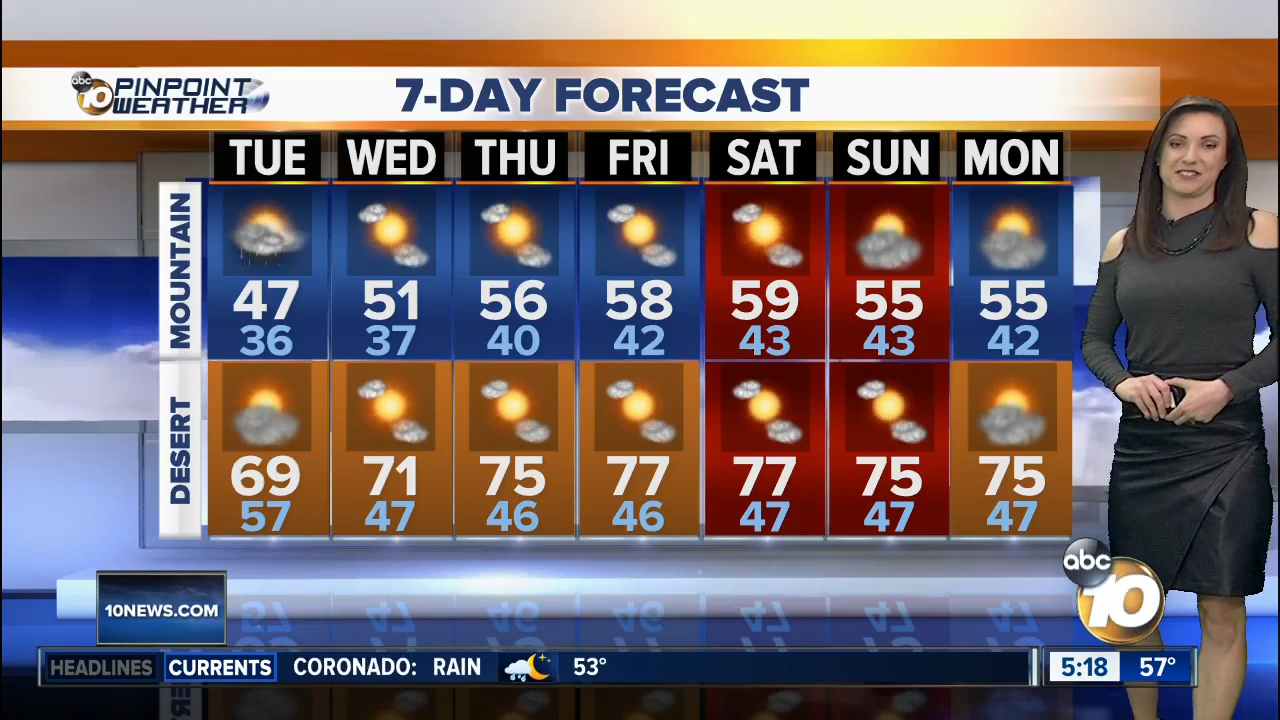 abc 10 PINPOINT WEATHER
7-DAY FORECAST
TUE WED THU FRI SAT SUN MON
MOUNTAIN
47 51 56 58 59 55 55
36 37 40 42 43 43 42
DESERT
69 71 75 77 77 75 75
57 47 46 46 47 47 47
10NEWS.COM
abc 10
HEADLINES CURRENTS CORONADO: RAIN 53° 5:18 57°